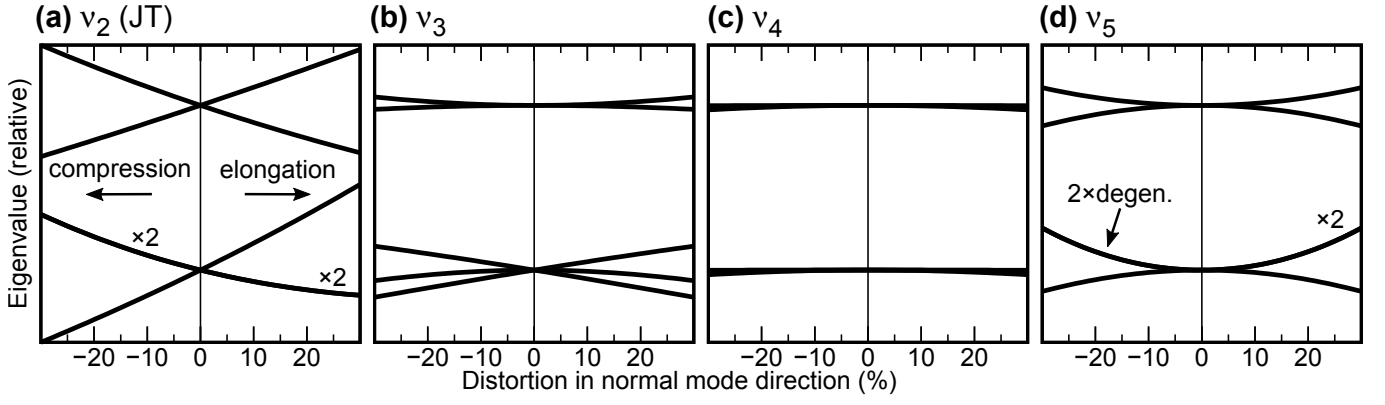 (a) ν2 (JT)
(b) ν3
(c) ν4
(d) ν5
Eigenvalue (relative)
compression
elongation
×2
×2
2×degen.
×2
−20 −10 0 10 20
−20 −10 0 10 20
−20 −10 0 10 20
−20 −10 0 10 20
Distortion in normal mode direction (%)